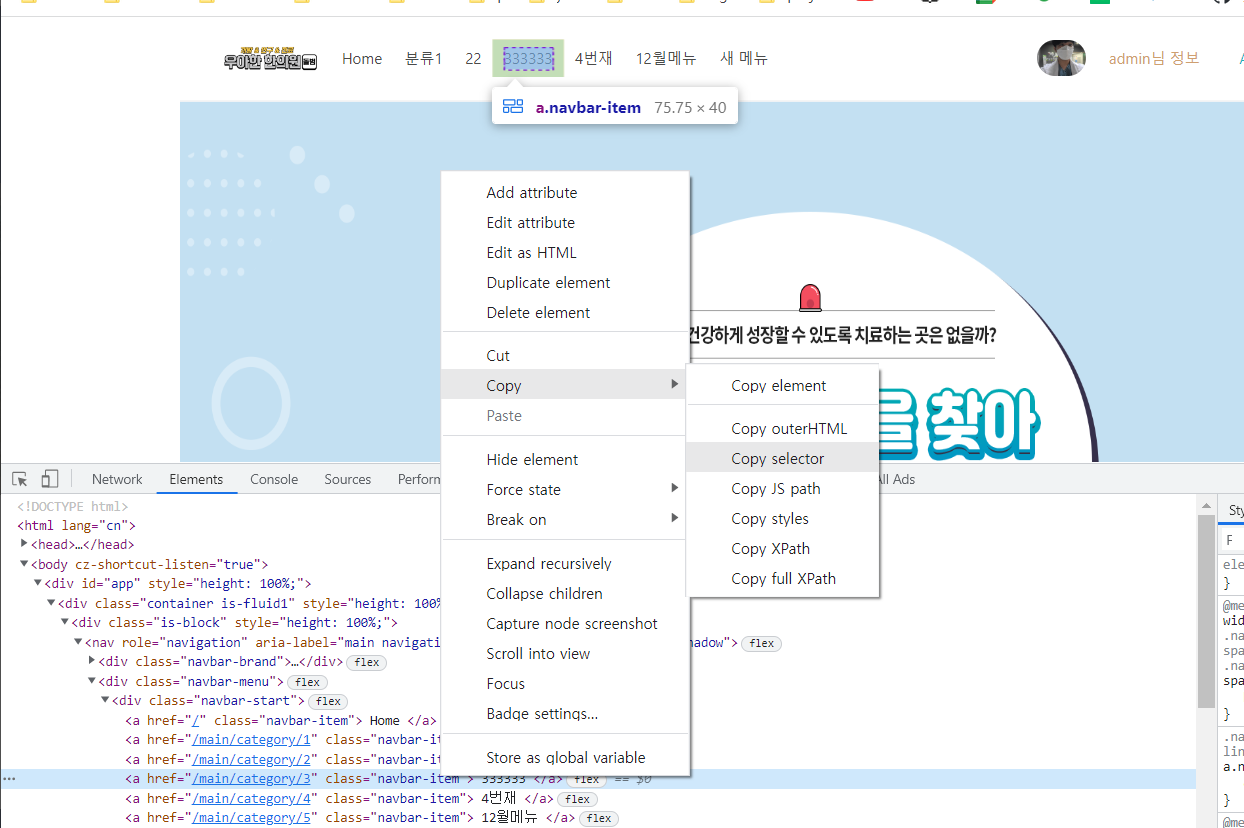 우아한 한의원
Home 분류1 22 333333 4번재 12월메뉴 새 메뉴 admin님 정보
a.navbar-item 75.75 × 40
건강하게 성장할 수 있도록 치료하는 곳은 없을까?
를 찾아
Add attribute
Edit attribute
Edit as HTML
Duplicate element
Delete element
Cut
Copy
Paste
Hide element
Force state
Break on
Expand recursively
Collapse children
Capture node screenshot
Scroll into view
Focus
Badge settings...
Store as global variable
Copy element
Copy outerHTML
Copy selector
Copy JS path
Copy styles
Copy XPath
Copy full XPath
Network Elements Console Sources Perform All Ads
<!DOCTYPE html>
<html lang="cn">
<head>…</head>
<body cz-shortcut-listen="true">
<div id="app" style="height: 100%;">
<div class="container is-fluid1" style="height: 100%
<div class="is-block" style="height: 100%;">
<nav role="navigation" aria-label="main navigati hadow"> flex
<div class="navbar-brand">…</div> flex
<div class="navbar-menu"> flex
<div class="navbar-start"> flex
<a href="/" class="navbar-item"> Home </a>
<a href="/main/category/1" class="navbar-it
<a href="/main/category/2" class="navbar-it
… <a href="/main/category/3" class="navbar-item"> 333333 </a> flex == $0
<a href="/main/category/4" class="navbar-item"> 4번재 </a> flex
<a href="/main/category/5" class="navbar-item"> 12월메뉴 </a> flex
Sty
F
ele
}
@me
wid
.na
spa
.na
spa
}
.na
lin
a.n
}
@me